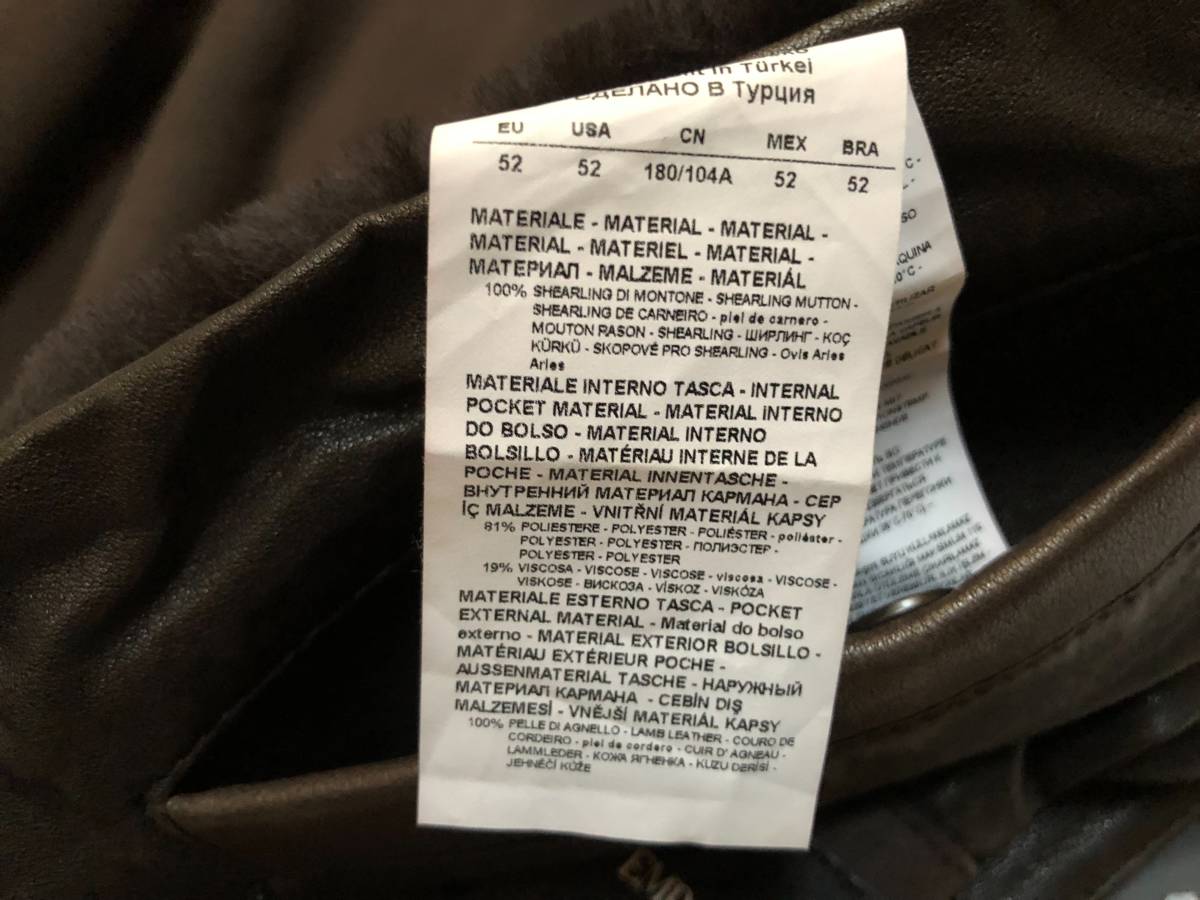 in Türkei
СДЕЛАНО В Турция
EU USA CN MEX BRA
52 52 180/104A 52 52
MATERIALE - MATERIAL - MATERIAL -
MATERIAL - MATERIEL - MATERIAL -
МАТЕРИАЛ - MALZEME - MATERIÁL
100% SHEARLING DI MONTONE - SHEARLING MUTTON -
SHEARLING DE CARNEIRO - piel de carnero -
MOUTON RASON - SHEARLING - ШИРЛИНГ - KOÇ
KÜRKÜ - SKOPOVÉ PRO SHEARLING - Ovis Aries
Aries
MATERIALE INTERNO TASCA - INTERNAL
POCKET MATERIAL - MATERIAL INTERNO
DO BOLSO - MATERIAL INTERNO
BOLSILLO - MATÉRIAU INTERNE DE LA
POCHE - MATERIAL INNENTASCHE -
ВНУТРЕННИЙ МАТЕРИАЛ КАРМАНА - CEP
İÇ MALZEME - VNITŘNÍ MATERIÁL KAPSY
81% POLIESTERE - POLYESTER - POLIÉSTER - poliéster -
POLYESTER - POLYESTER - ПОЛИЭСТЕР -
POLYESTER - POLYESTER
19% VISCOSA - VISCOSE - VISCOSE - viscosa - VISCOSE -
VISKOSE - ВИСКОЗА - VİSKOZ - VISKÓZA
MATERIALE ESTERNO TASCA - POCKET
EXTERNAL MATERIAL - Material do bolso
externo - MATERIAL EXTERIOR BOLSILLO -
MATÉRIAU EXTÉRIEUR POCHE -
AUSSENMATERIAL TASCHE - НАРУЖНЫЙ
МАТЕРИАЛ КАРМАНА - CEBİN DIŞ
MALZEMESİ - VNĚJŠÍ MATERIÁL KAPSY
100% PELLE DI AGNELLO - LAMB LEATHER - COURO DE
CORDEIRO - piel de cordero - CUIR D' AGNEAU -
LAMMLEDER - КОЖА ЯГНЕНКА - KUZU DERİSİ -
JEHNĚČÍ KŮŽE